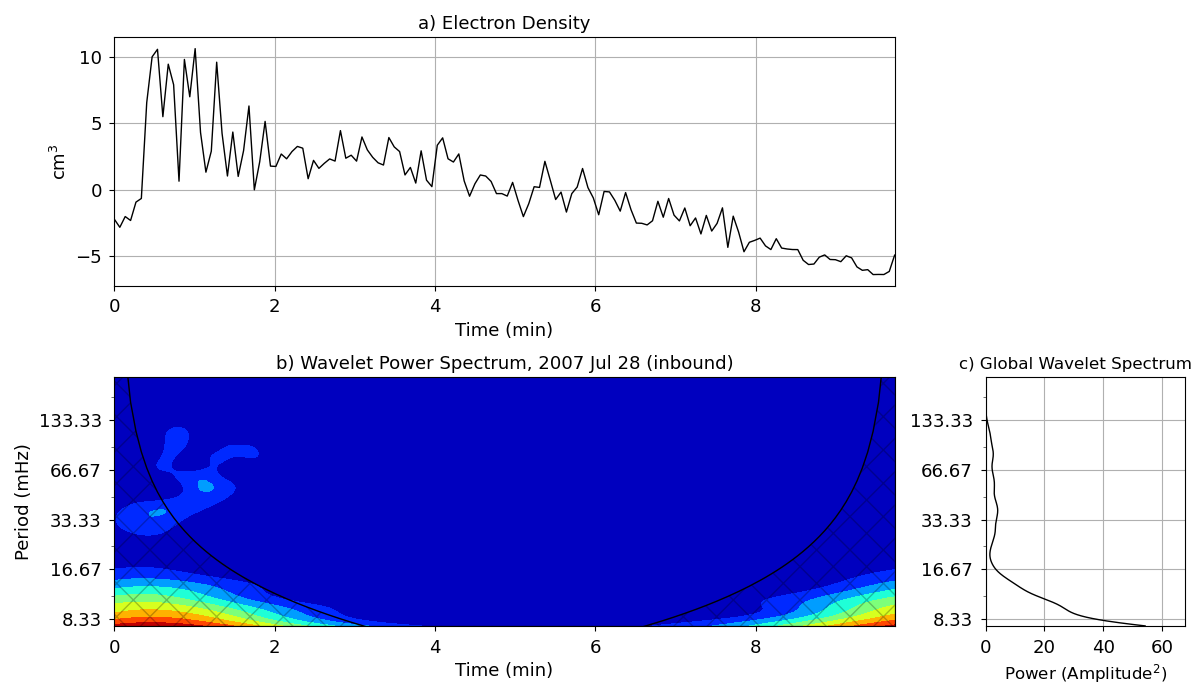 a) Electron Density
10
5
0
−5
cm³
0 2 4 6 8
Time (min)
b) Wavelet Power Spectrum, 2007 Jul 28 (inbound)
133.33
66.67
33.33
16.67
8.33
Period (mHz)
0 2 4 6 8
Time (min)
c) Global Wavelet Spectrum
133.33
66.67
33.33
16.67
8.33
0 20 40 60
Power (Amplitude²)